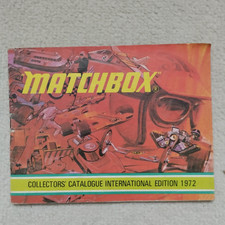 MATCHBOX
COLLECTORS' CATALOGUE INTERNATIONAL EDITION 1972